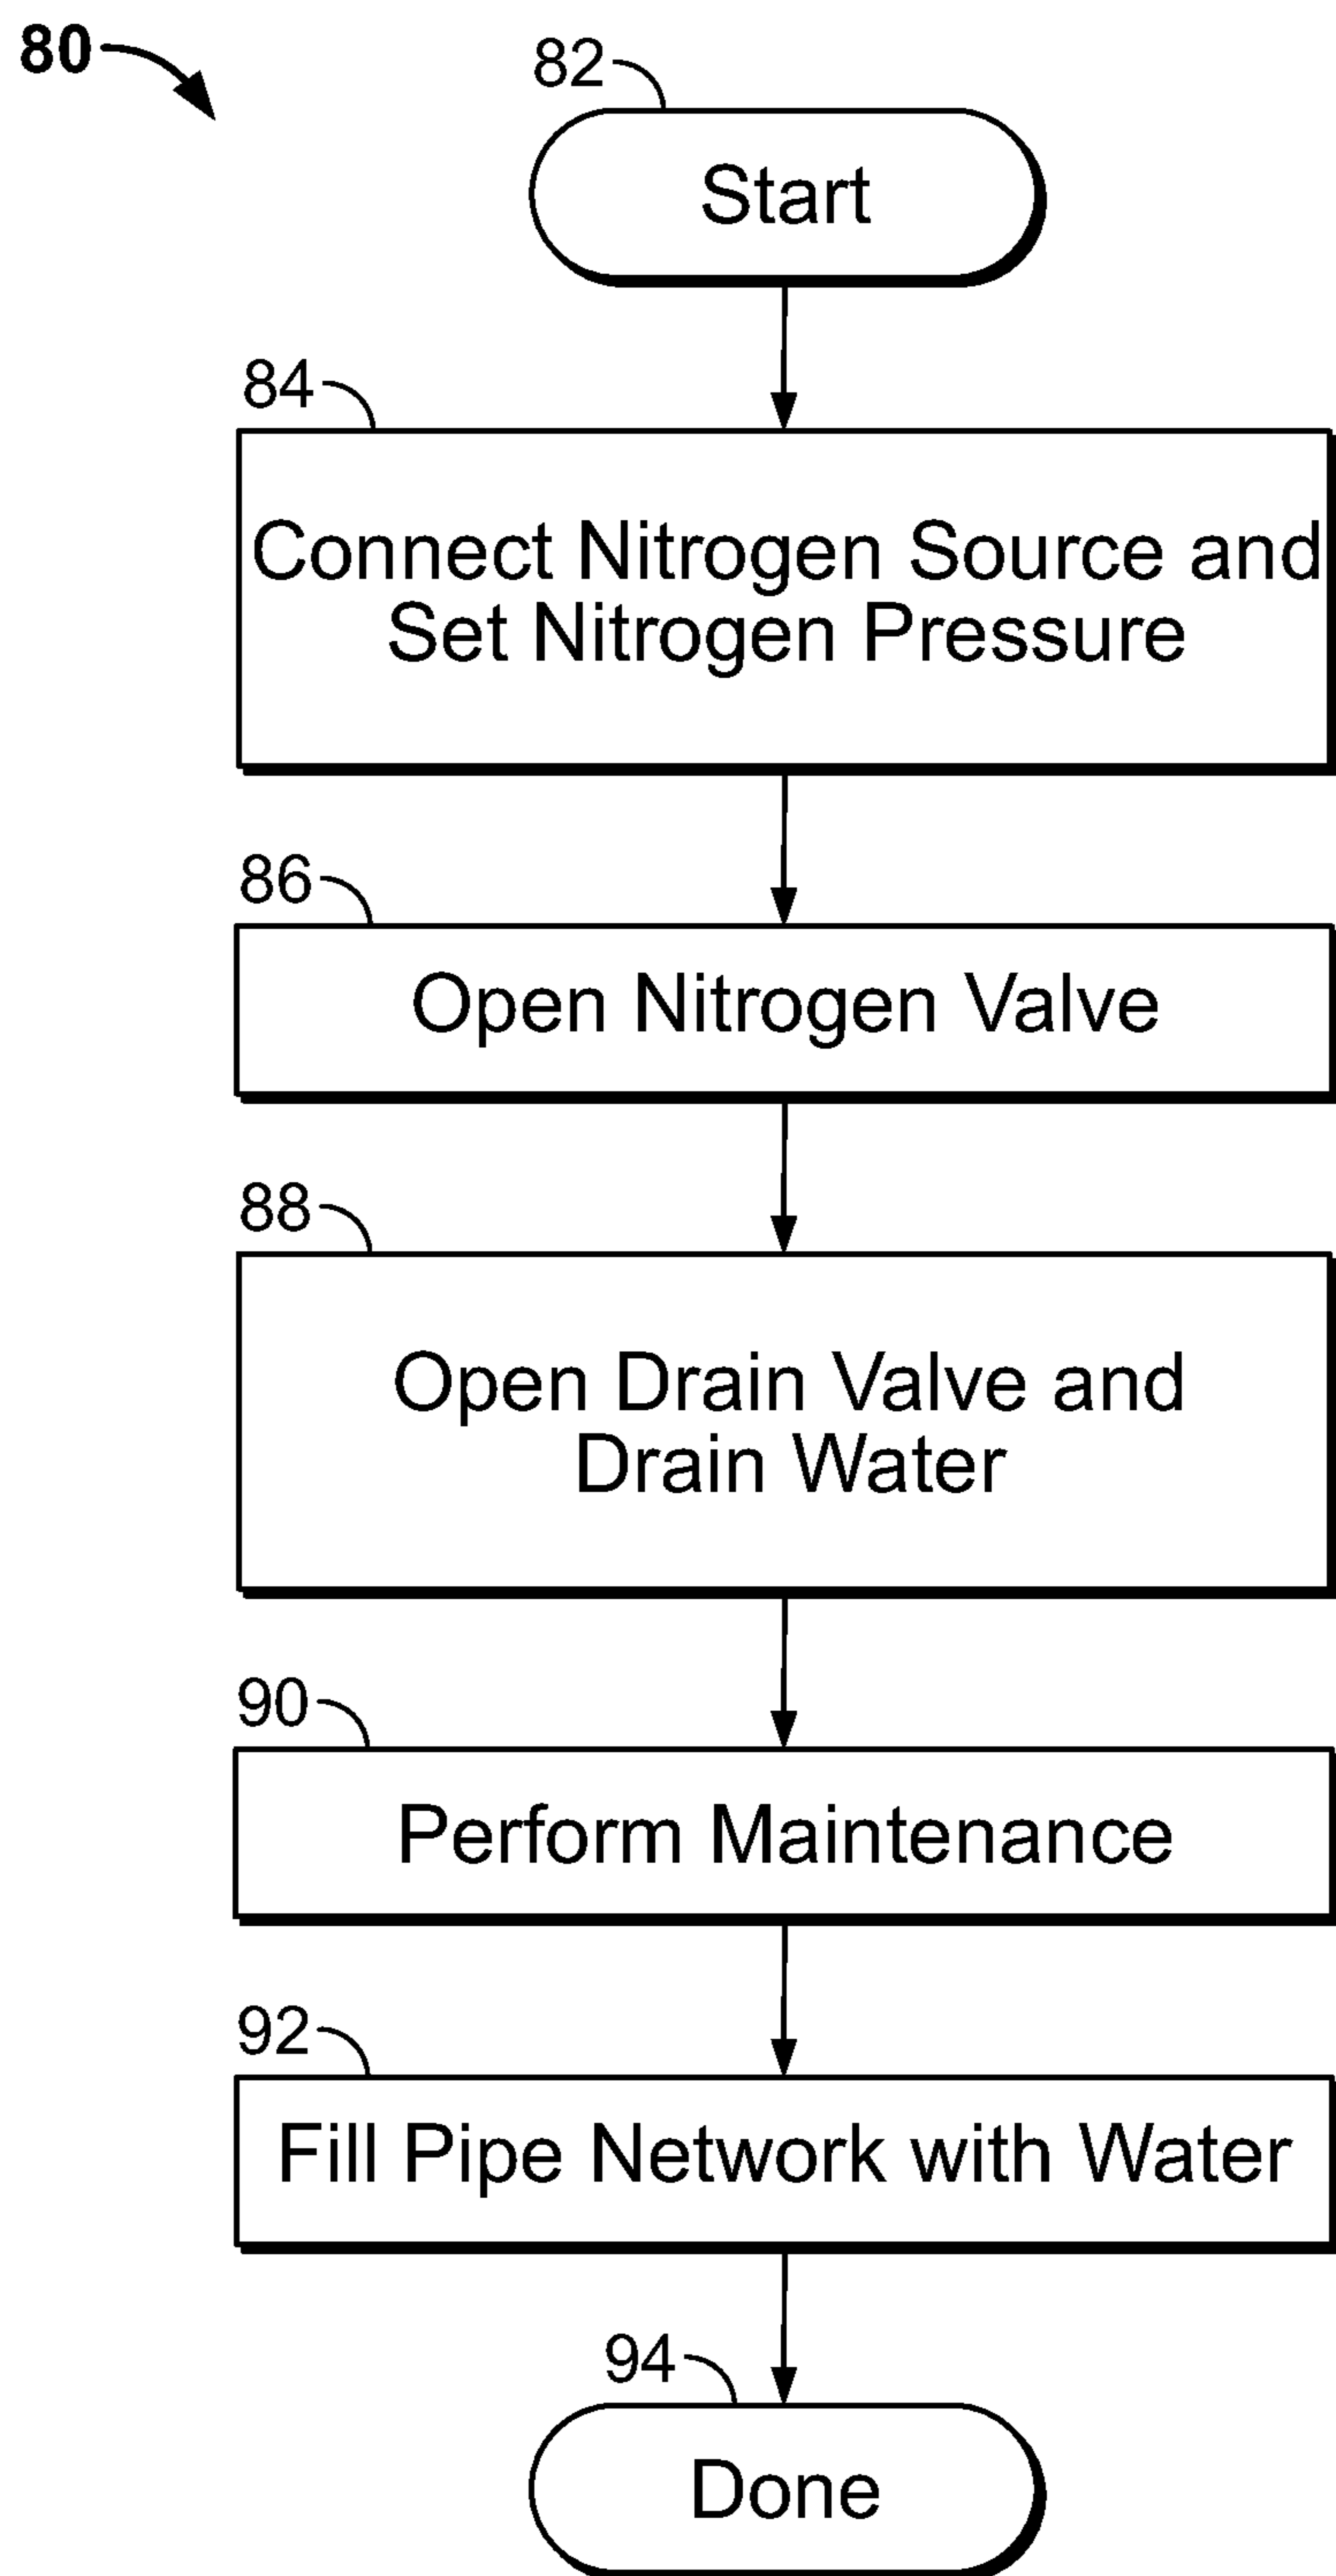 80
82
Start
84
Connect Nitrogen Source and
Set Nitrogen Pressure
86
Open Nitrogen Valve
88
Open Drain Valve and
Drain Water
90
Perform Maintenance
92
Fill Pipe Network with Water
94
Done